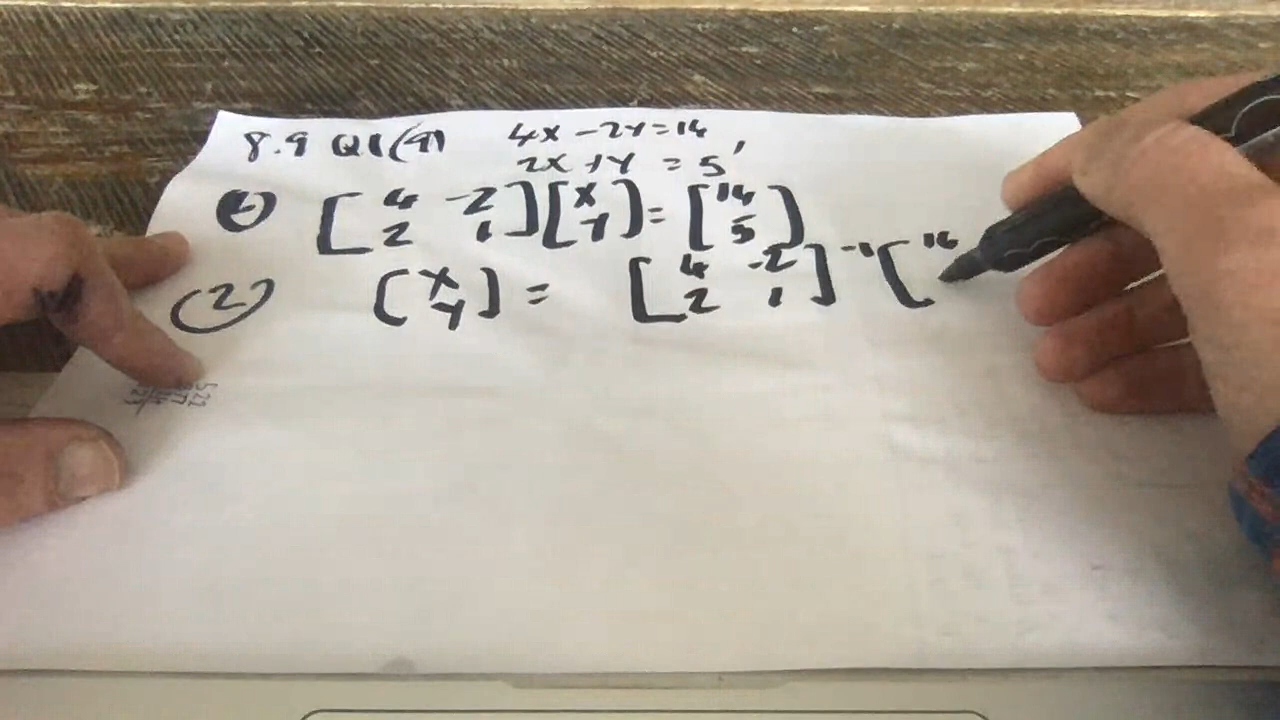 8.9 Q1(a) 4x - 2y = 14,
2x + y = 5
① [4 -2 2 1] [x y] = [14 5]
② [x y] = [4 -2 2 1]⁻¹ [14